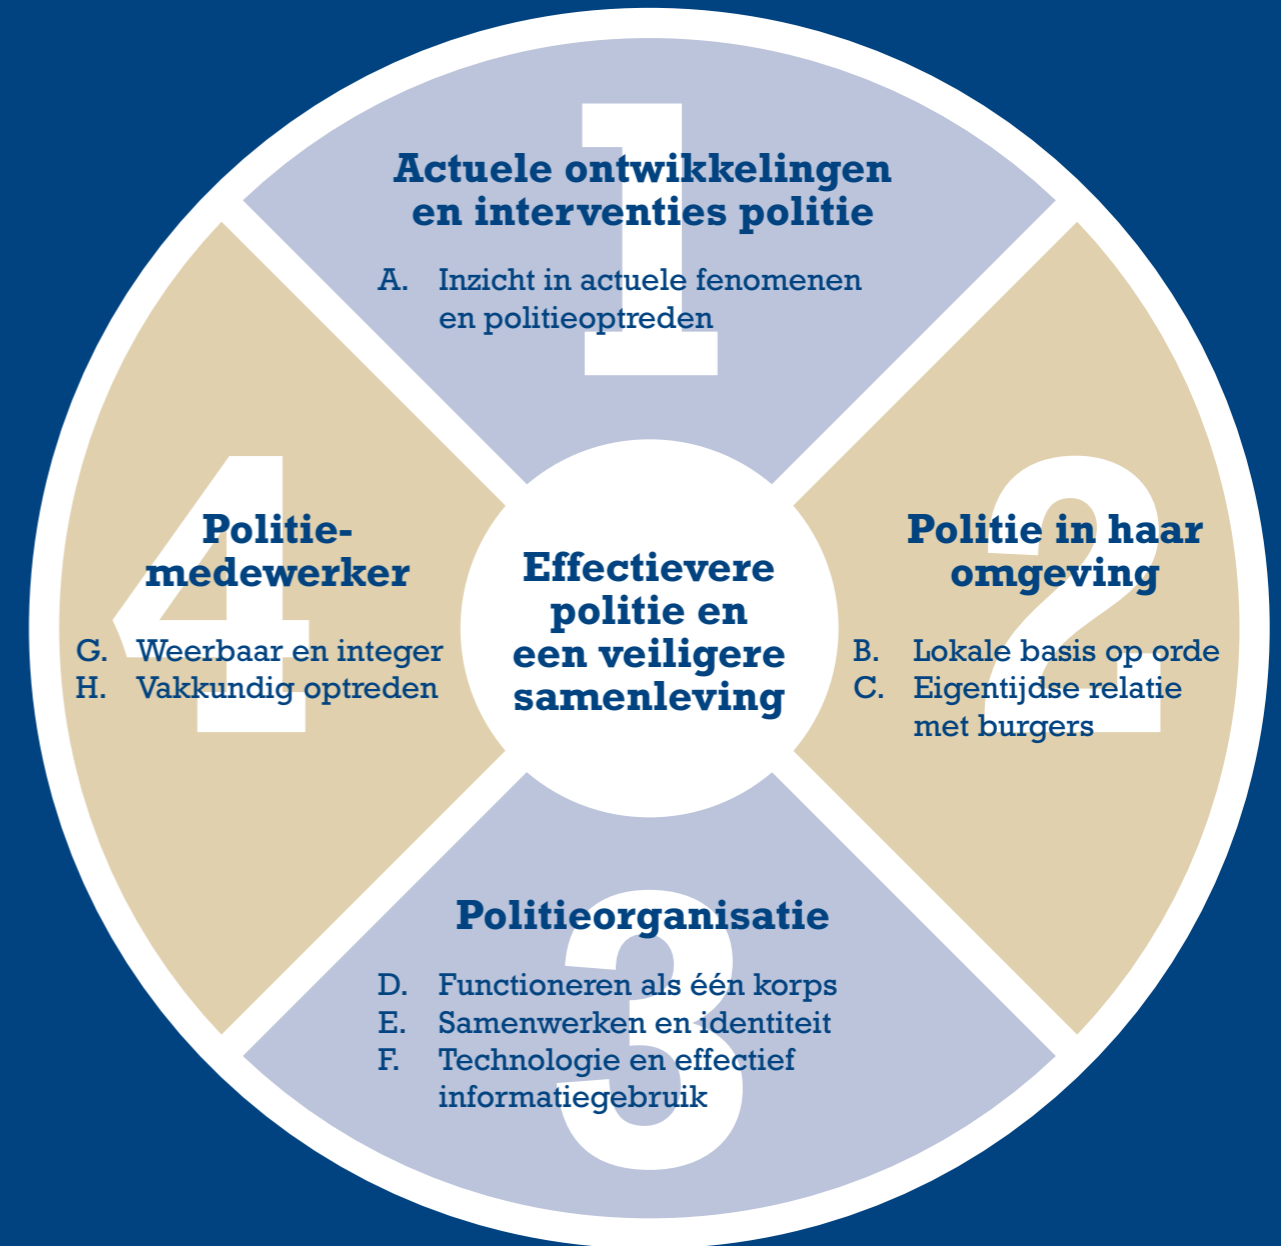 1
Actuele ontwikkelingen
en interventies politie
A. Inzicht in actuele fenomenen
en politieoptreden
2
Politie in haar
omgeving
B. Lokale basis op orde
C. Eigentijdse relatie
met burgers
3
Politieorganisatie
D. Functioneren als één korps
E. Samenwerken en identiteit
F. Technologie en effectief
informatiegebruik
4
Politie-
medewerker
G. Weerbaar en integer
H. Vakkundig optreden
Effectievere
politie en
een veiligere
samenleving